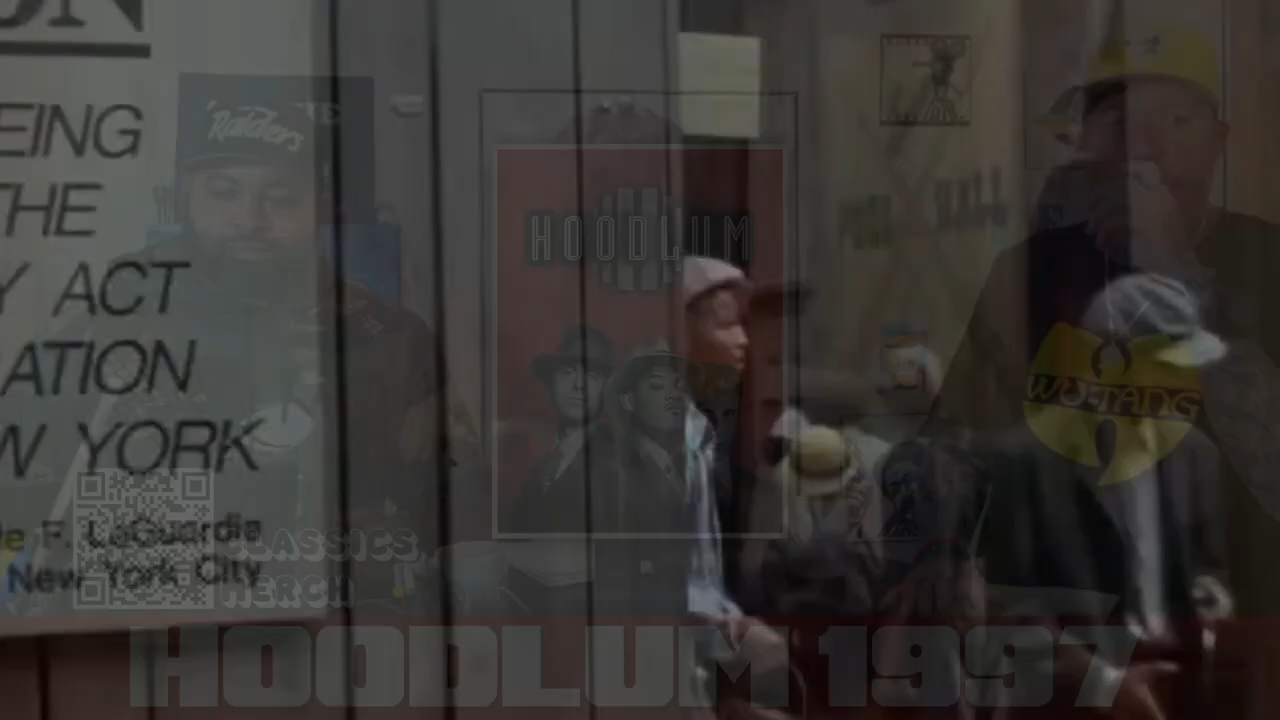 EING
THE
Y ACT
ATION
W YORK
F. LaGuardia
New York City
Raiders
HOODLUM
WU-TANG
CLASSICS
MERCH
HOODLUM 1997